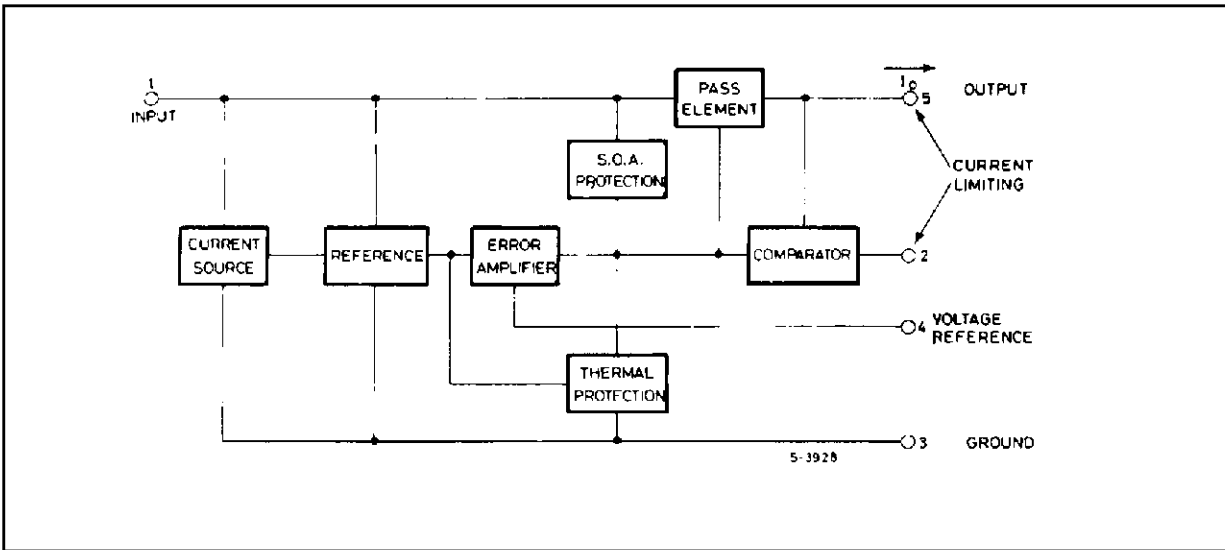 1
INPUT
PASS
ELEMENT
Io
5
OUTPUT
S.O.A.
PROTECTION
CURRENT
LIMITING
CURRENT
SOURCE
REFERENCE
ERROR
AMPLIFIER
COMPARATOR
2
4
VOLTAGE
REFERENCE
THERMAL
PROTECTION
3
GROUND
5-3928